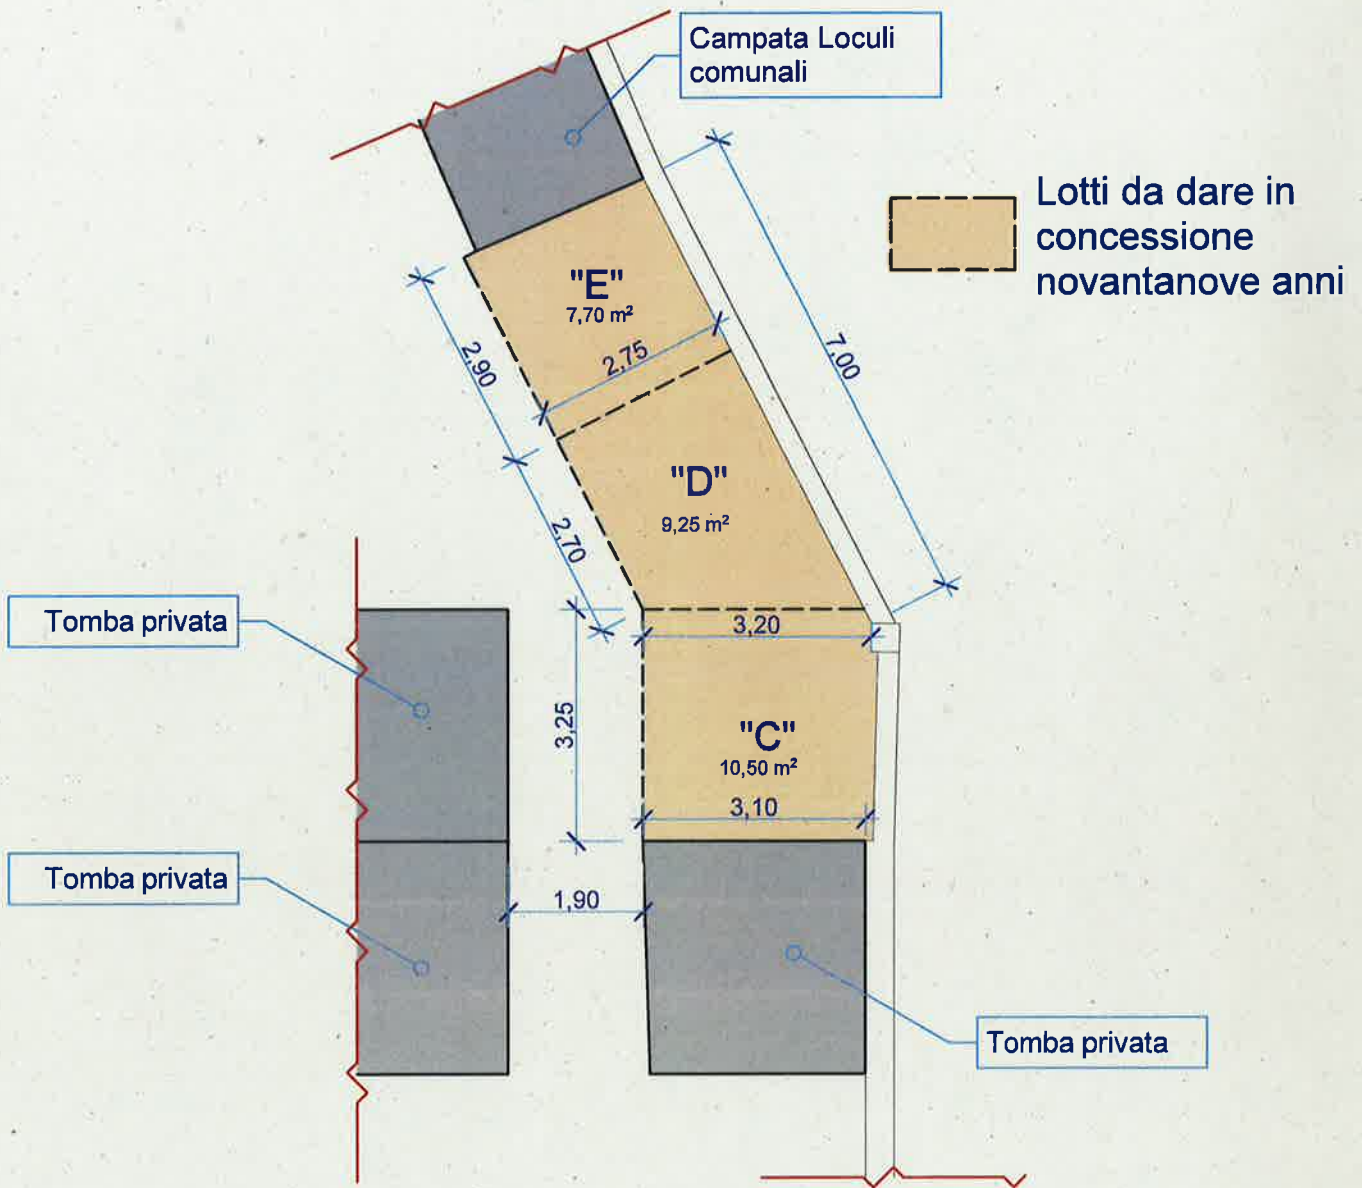 Campata Loculi
comunali
Lotti da dare in
concessione
novantanove anni
"E"
7,70 m²
2,75
2,90
7,00
"D"
9,25 m²
2,70
Tomba privata
3,20
3,25
"C"
10,50 m²
3,10
Tomba privata
1,90
Tomba privata